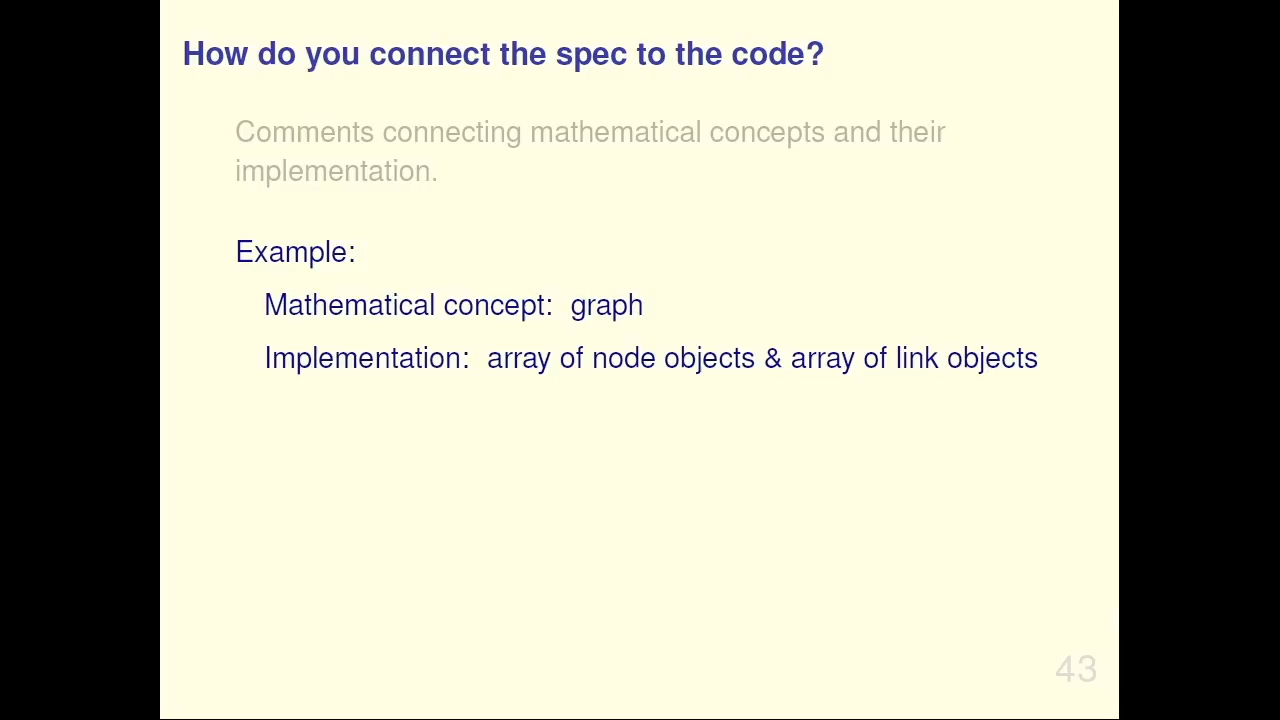 How do you connect the spec to the code?
Comments connecting mathematical concepts and their
implementation.
Example:
Mathematical concept: graph
Implementation: array of node objects & array of link objects
43